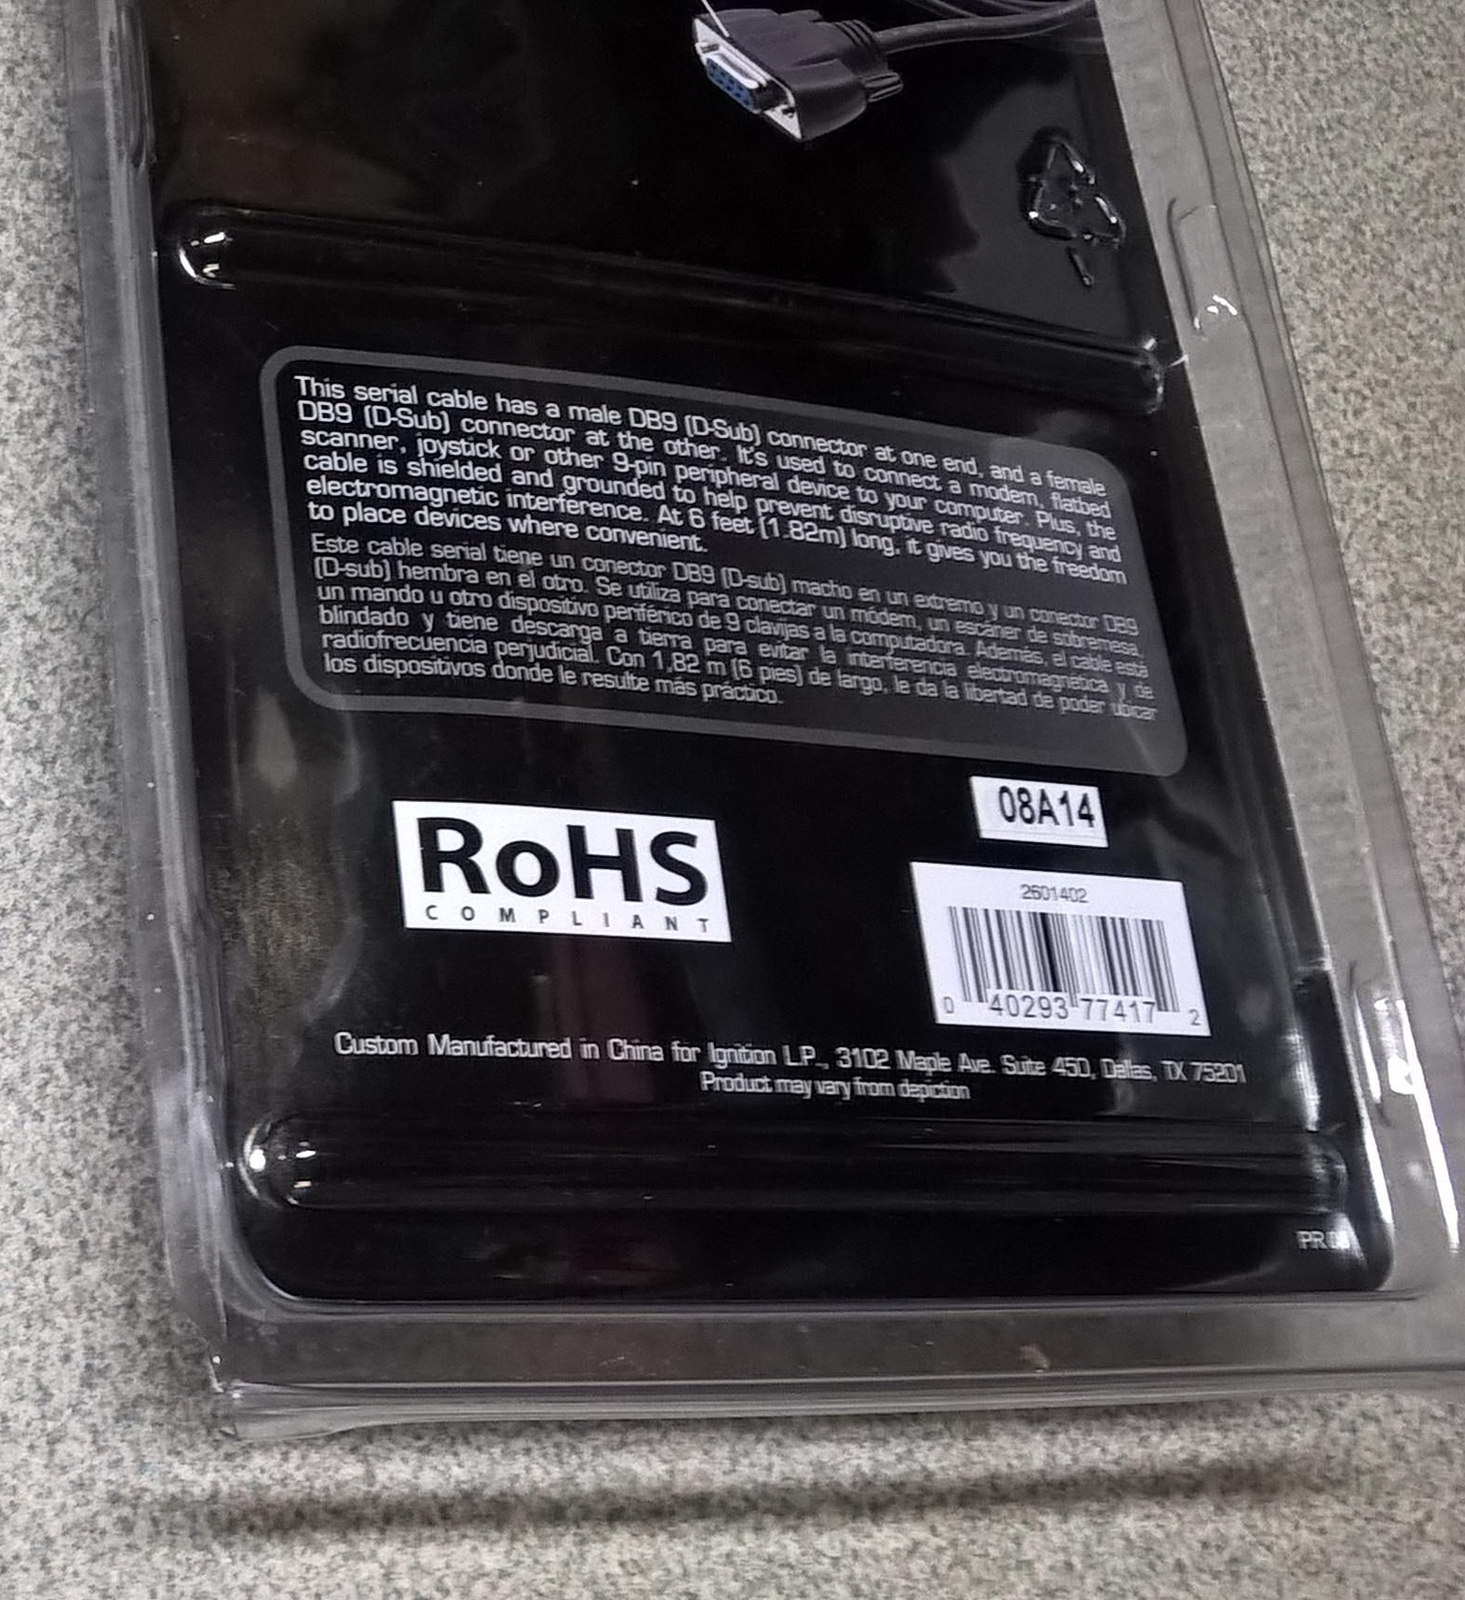 This serial cable has a male DB9 (D-Sub) connector at one end, and a female
DB9 (D-Sub) connector at the other. It's used to connect a modem, flatbed
scanner, joystick or other 9-pin peripheral device to your computer. Plus, the
cable is shielded and grounded to help prevent disruptive radio frequency and
electromagnetic interference. At 6 feet (1.82m) long, it gives you the freedom
to place devices where convenient.
Este cable serial tiene un conector DB9 (D-sub) macho en un extremo y un conector DB9
(D-sub) hembra en el otro. Se utiliza para conectar un módem, un escáner de sobremesa,
un mando u otro dispositivo periférico de 9 clavijas a la computadora. Además, el cable está
blindado y tiene descarga a tierra para evitar la interferencia electromagnética y de
radiofrecuencia perjudicial. Con 1,82 m (6 pies) de largo, le da la libertad de poder ubicar
los dispositivos donde le resulte más práctico.
08A14
RoHS
COMPLIANT
2601402
0 40293 77417 2
Custom Manufactured in China for Ignition L.P., 3102 Maple Ave. Suite 450, Dallas, TX 75201
Product may vary from depiction
PR